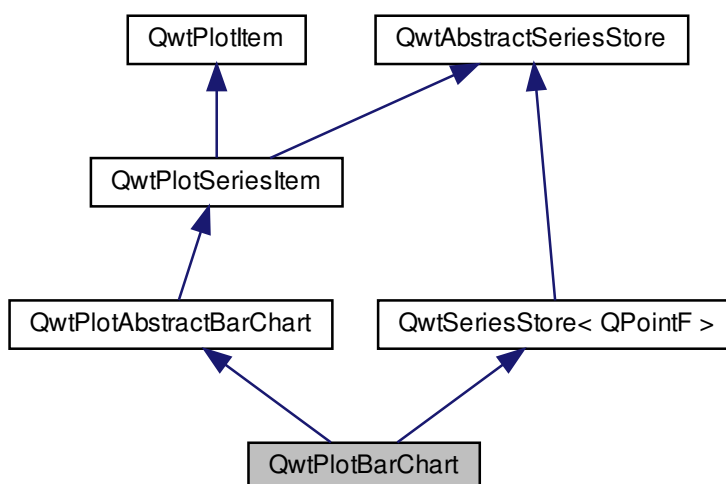 QwtPlotItem
QwtAbstractSeriesStore
QwtPlotSeriesItem
QwtPlotAbstractBarChart
QwtSeriesStore< QPointF >
QwtPlotBarChart